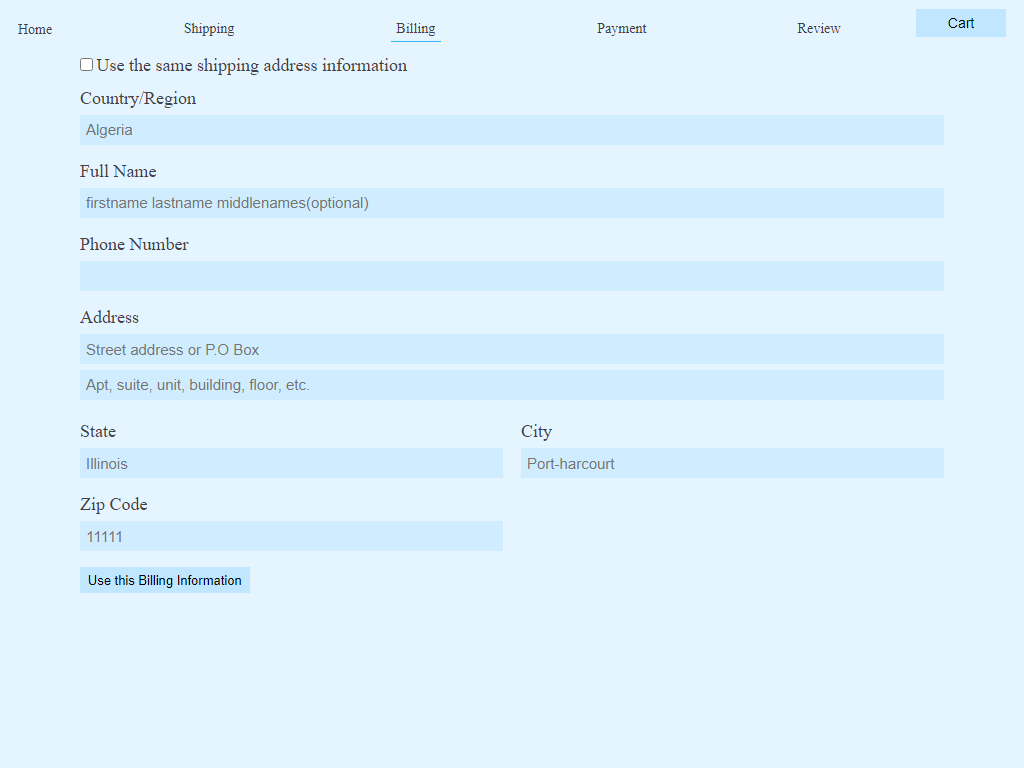 Home Shipping Billing Payment Review Cart
Use the same shipping address information
Country/Region
Algeria
Full Name
firstname lastname middlenames(optional)
Phone Number
Address
Street address or P.O Box
Apt, suite, unit, building, floor, etc.
State City
Illinois Port-harcourt
Zip Code
11111
Use this Billing Information